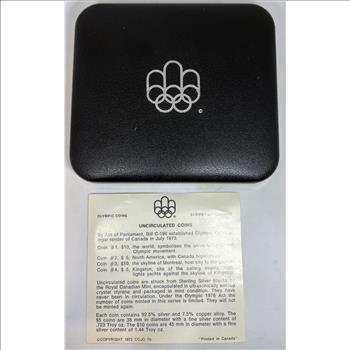 ©
OLYMPIC COINS
UNCIRCULATED COINS
By Act of Parliament, Bill C-196 established Olympic Coins
legal tender of Canada in July 1973.
Coin #1, $10, the world, symbolizes the
Olympic movement.
Coin #2, $ 5, North America, with Canada
Coin #3, $10, the skyline of Montreal, host city
Coin #4, $ 5, Kingston, site of the sailing events,
lights yachts against the skyline of Kingston.
Uncirculated coins are struck from Sterling Silver
the Royal Canadian Mint, encapsulated in ultrasonically
crystal styrene and packaged in mint condition. They have
never been in circulation. Under the Olympic 1976 Act the
number of coins minted in this series is limited. They will not
be minted again.
Each coin contains 92.5% silver and 7.5% copper alloy. The
$5 coins are 38 mm in diameter with a fine silver content of
.723 Troy oz. The $10 coins are 45 mm in diameter with a fine
silver content of 1.44 Troy oz.
©COPYRIGHT 1973 COJO 76
"Printed in Canada"